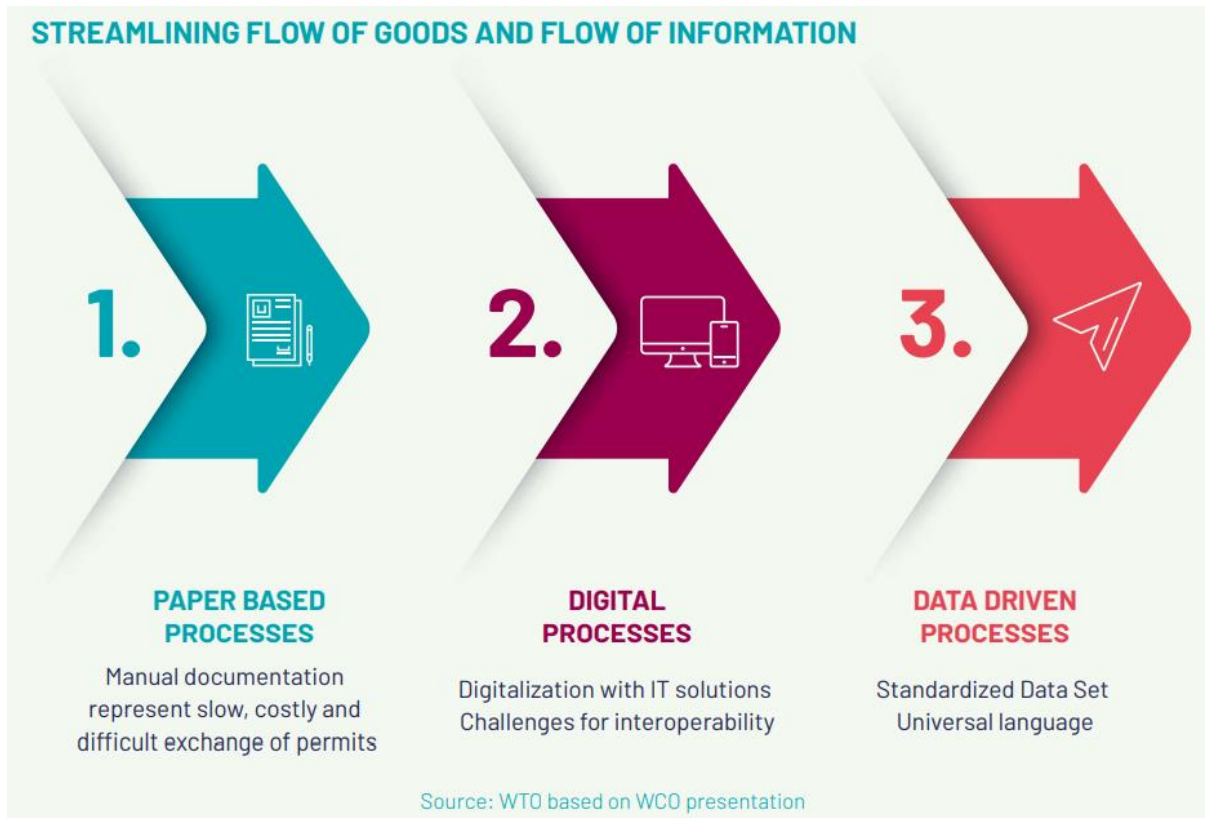 STREAMLINING FLOW OF GOODS AND FLOW OF INFORMATION
1.
PAPER BASED
PROCESSES
Manual documentation
represent slow, costly and
difficult exchange of permits
2.
DIGITAL
PROCESSES
Digitalization with IT solutions
Challenges for interoperability
3.
DATA DRIVEN
PROCESSES
Standardized Data Set
Universal language
Source: WTO based on WCO presentation